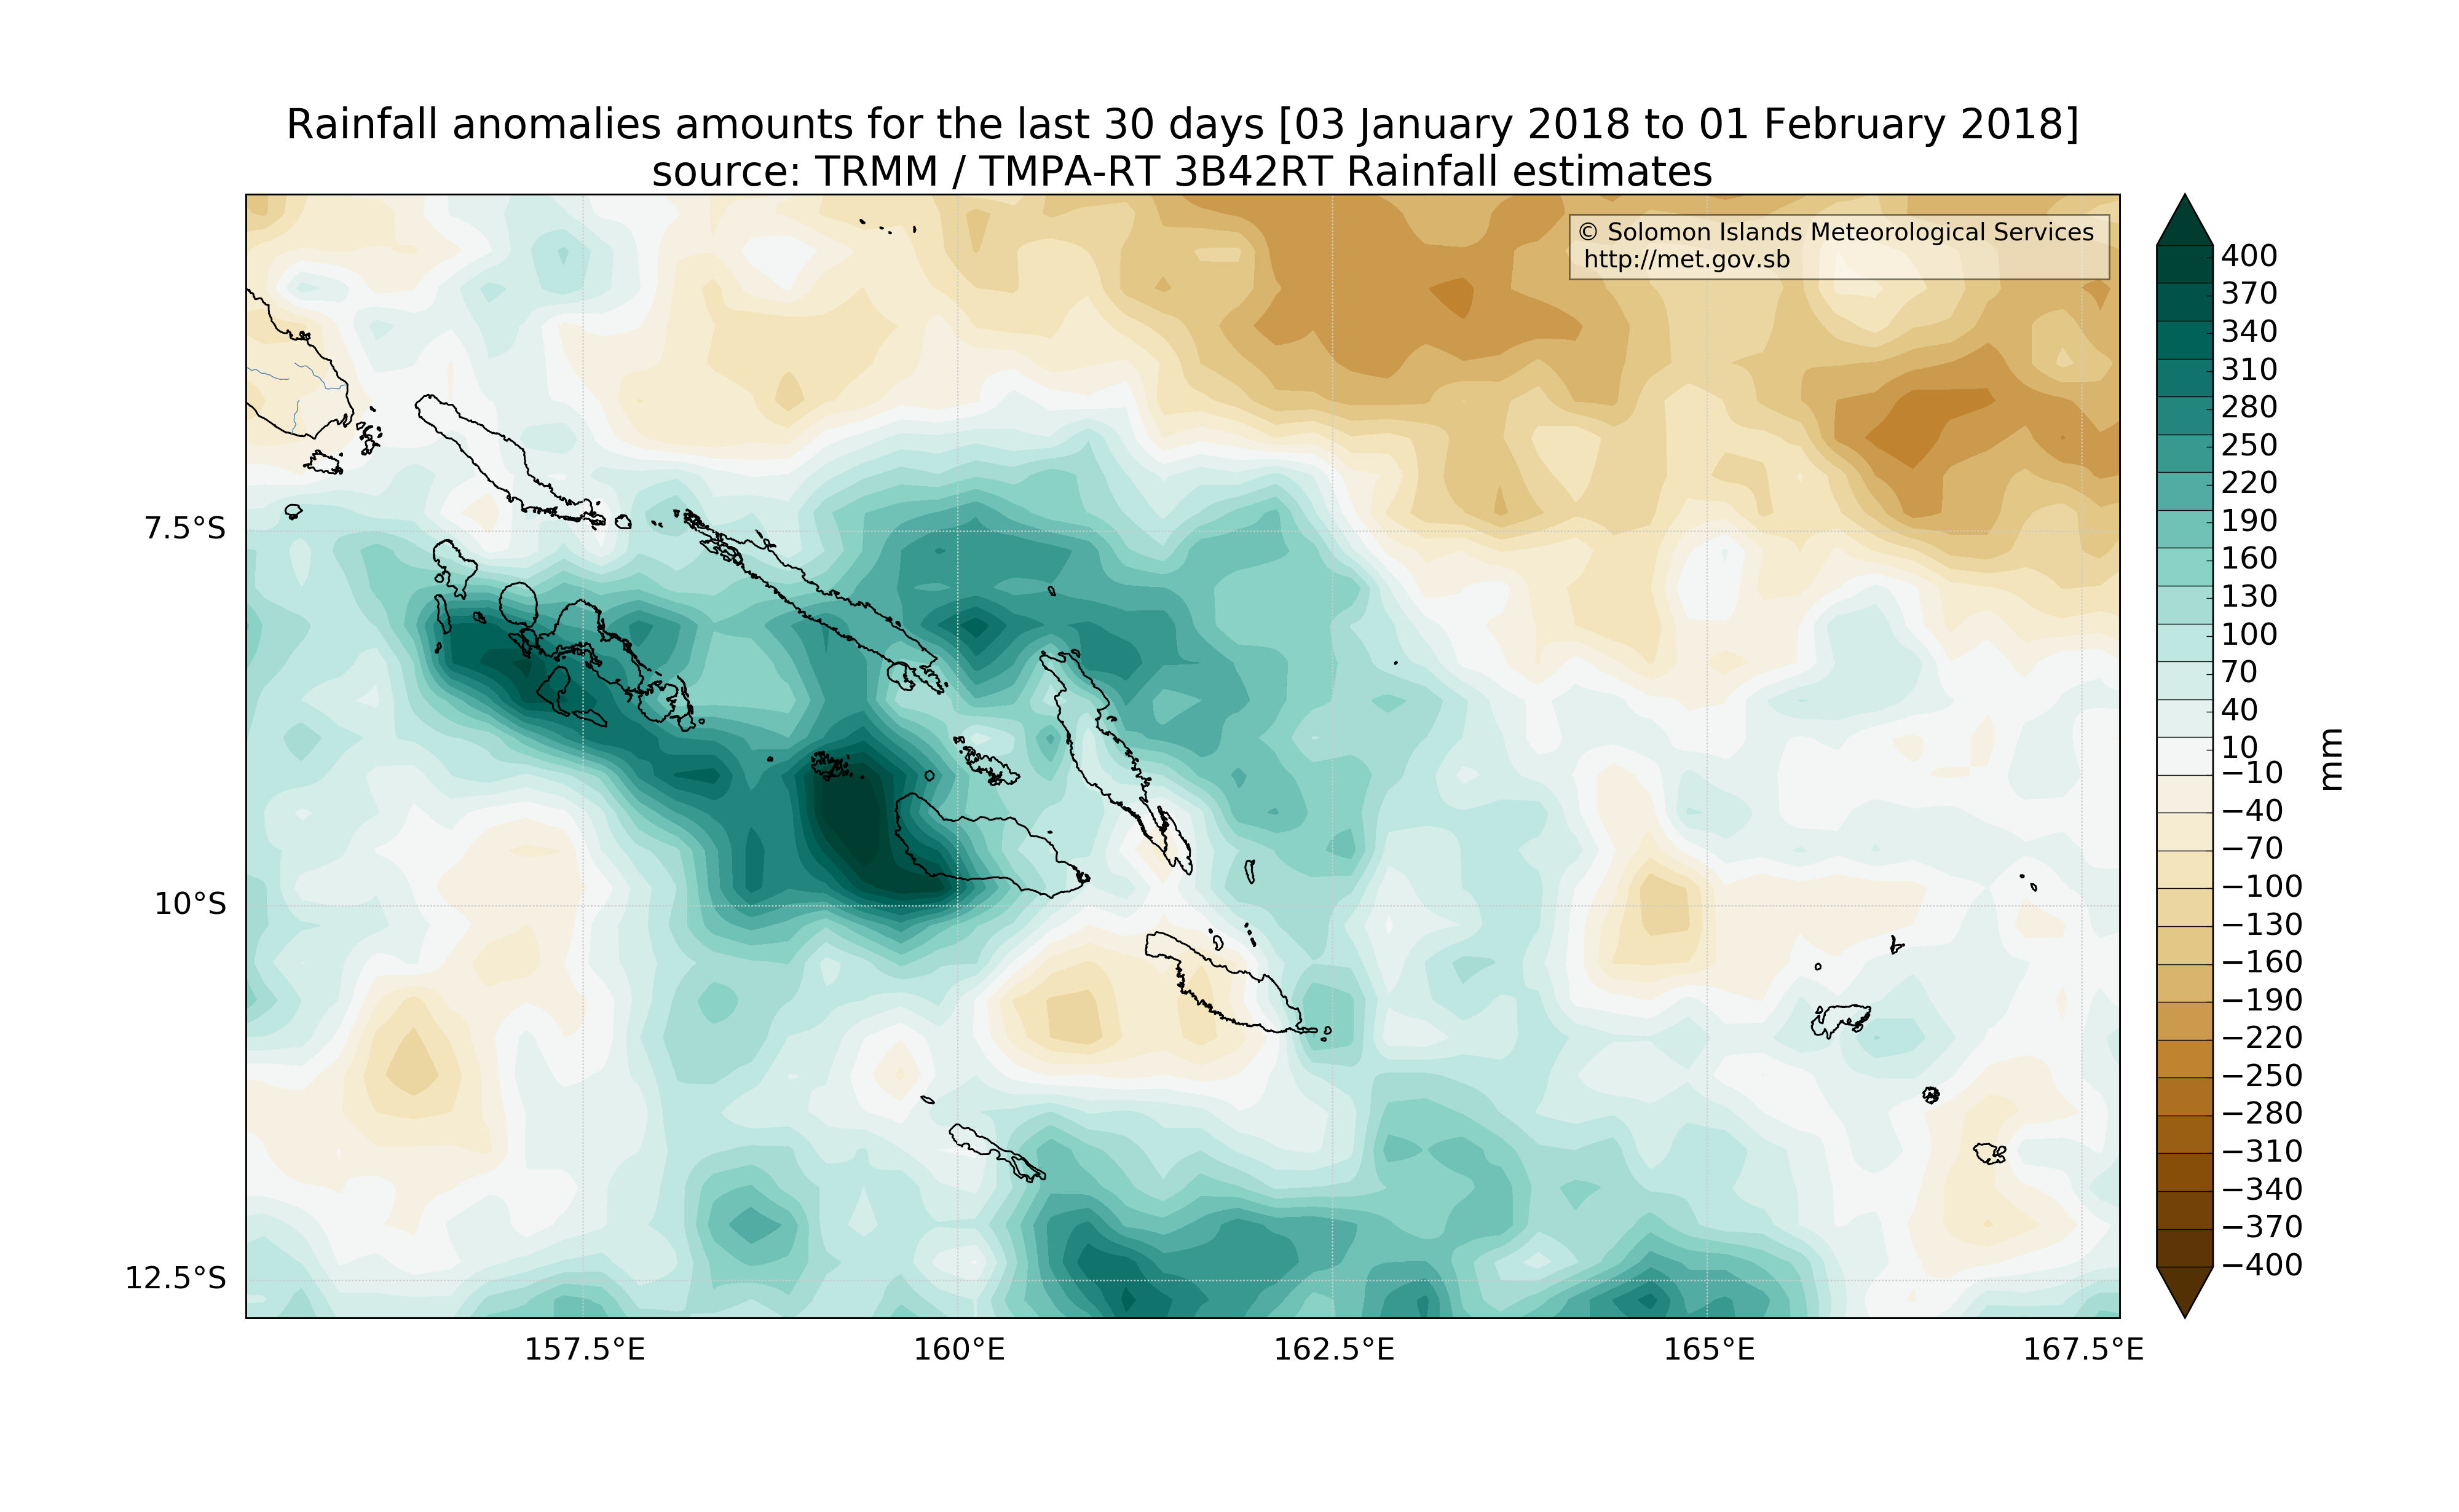 Rainfall anomalies amounts for the last 30 days [03 January 2018 to 01 February 2018]
source: TRMM / TMPA-RT 3B42RT Rainfall estimates
© Solomon Islands Meteorological Services
http://met.gov.sb
7.5°S
10°S
12.5°S
157.5°E
160°E
162.5°E
165°E
167.5°E
400
370
340
310
280
250
220
190
160
130
100
70
40
10
−10
−40
−70
−100
−130
−160
−190
−220
−250
−280
−310
−340
−370
−400
mm